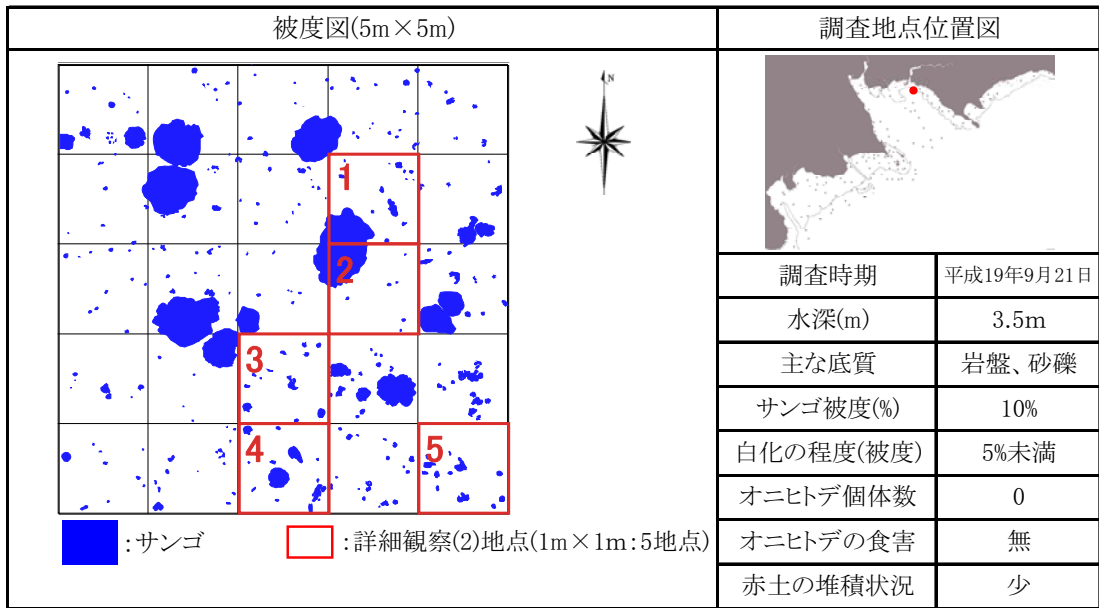 被度図(5m×5m)
調査地点位置図
N
1
2
3
4
5
:サンゴ
:詳細観察(2)地点(1m×1m:5地点)
調査時期 平成19年9月21日
水深(m) 3.5m
主な底質 岩盤、砂礫
サンゴ被度(%) 10%
白化の程度(被度) 5%未満
オニヒトデ個体数 0
オニヒトデの食害 無
赤土の堆積状況 少